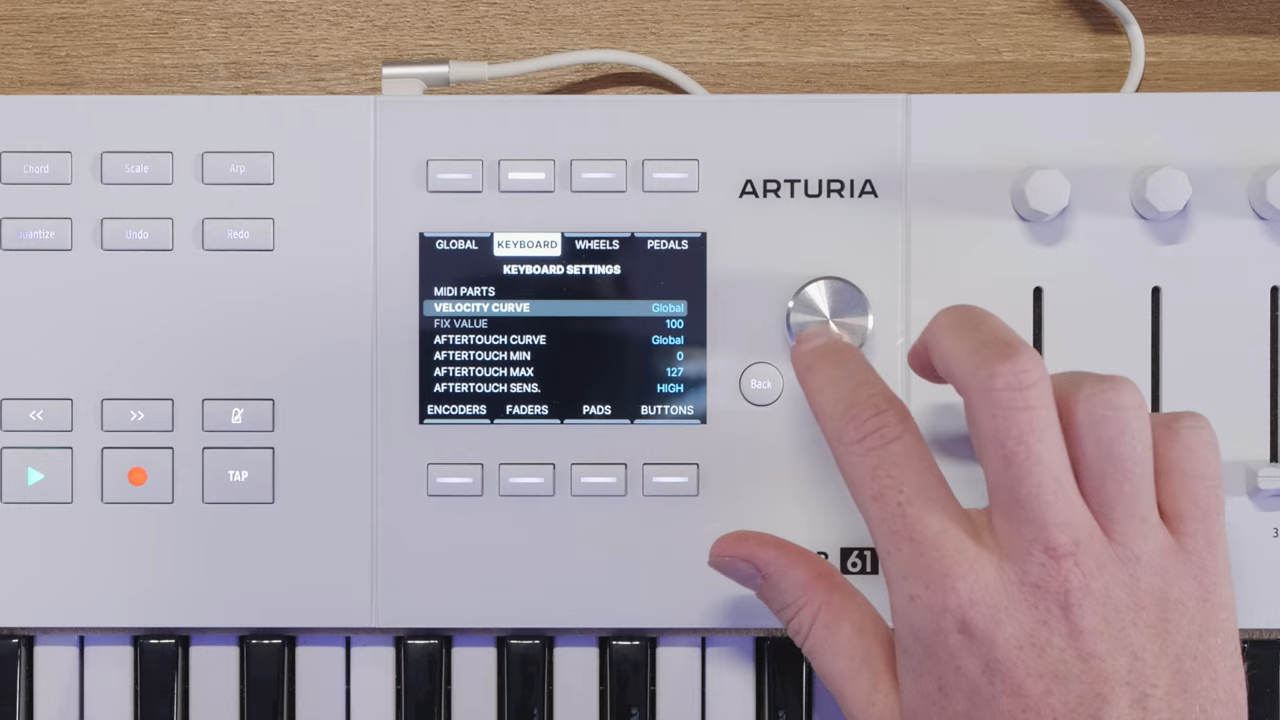 Chord Scale Arp
ARTURIA
Quantize Undo Redo
GLOBAL KEYBOARD WHEELS PEDALS
KEYBOARD SETTINGS
MIDI PARTS
VELOCITY CURVE Global
FIX VALUE 100
AFTERTOUCH CURVE Global
AFTERTOUCH MIN 0
AFTERTOUCH MAX 127
AFTERTOUCH SENS. HIGH
ENCODERS FADERS PADS BUTTONS
Back
TAP
61
3